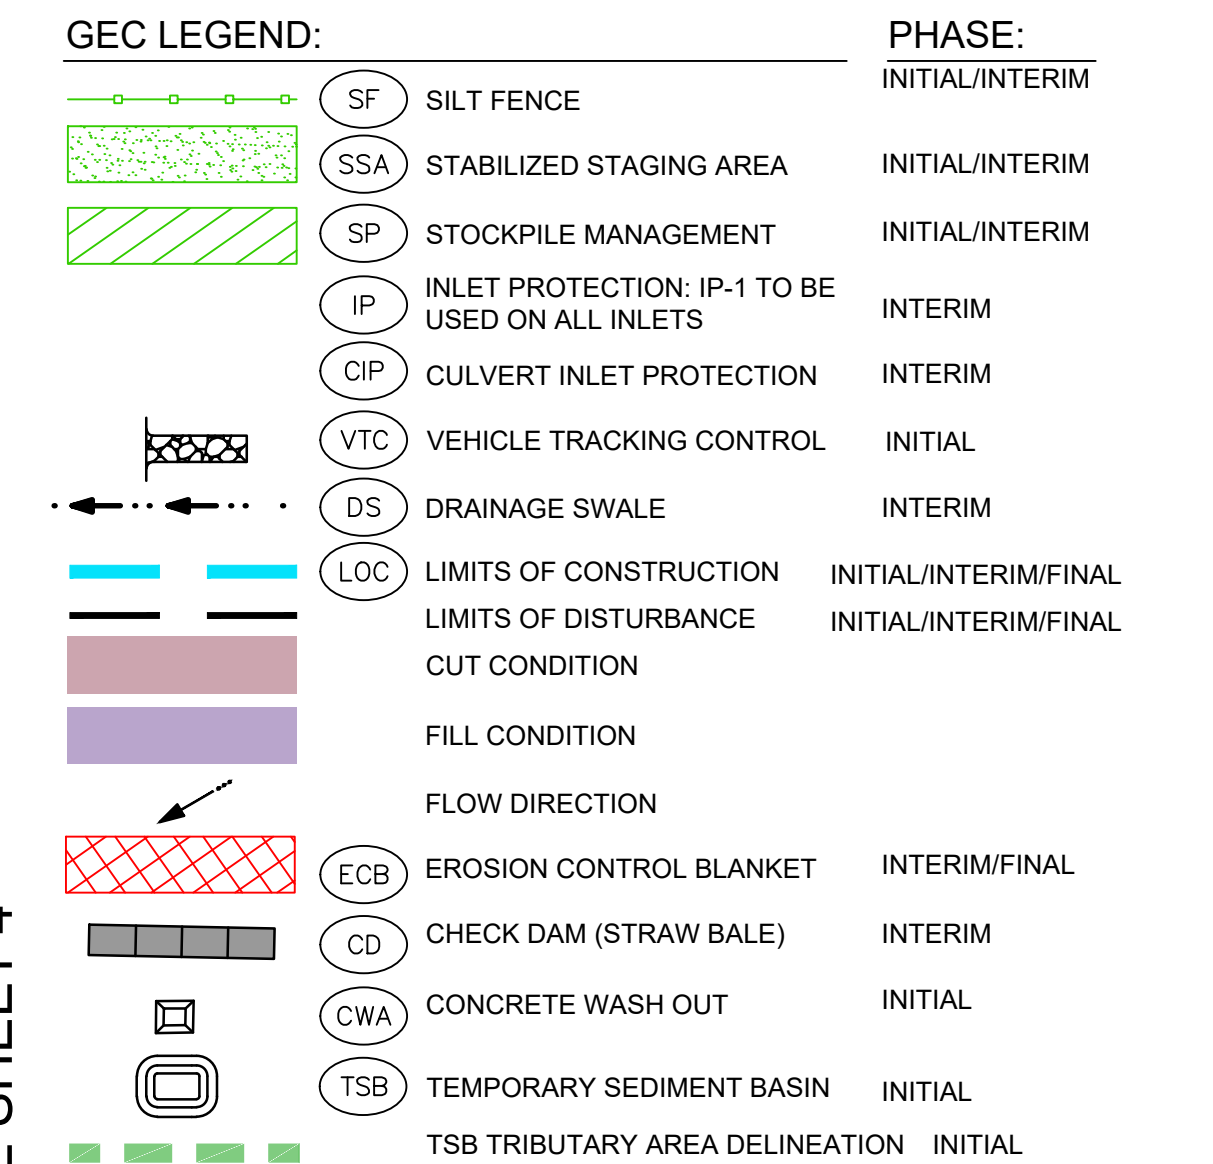 GEC LEGEND: PHASE:
SF SILT FENCE INITIAL/INTERIM
SSA STABILIZED STAGING AREA INITIAL/INTERIM
SP STOCKPILE MANAGEMENT INITIAL/INTERIM
IP INLET PROTECTION: IP-1 TO BE
USED ON ALL INLETS INTERIM
CIP CULVERT INLET PROTECTION INTERIM
VTC VEHICLE TRACKING CONTROL INITIAL
DS DRAINAGE SWALE INTERIM
LOC LIMITS OF CONSTRUCTION INITIAL/INTERIM/FINAL
LIMITS OF DISTURBANCE INITIAL/INTERIM/FINAL
CUT CONDITION
FILL CONDITION
FLOW DIRECTION
ECB EROSION CONTROL BLANKET INTERIM/FINAL
CD CHECK DAM (STRAW BALE) INTERIM
CWA CONCRETE WASH OUT INITIAL
TSB TEMPORARY SEDIMENT BASIN INITIAL
TSB TRIBUTARY AREA DELINEATION INITIAL